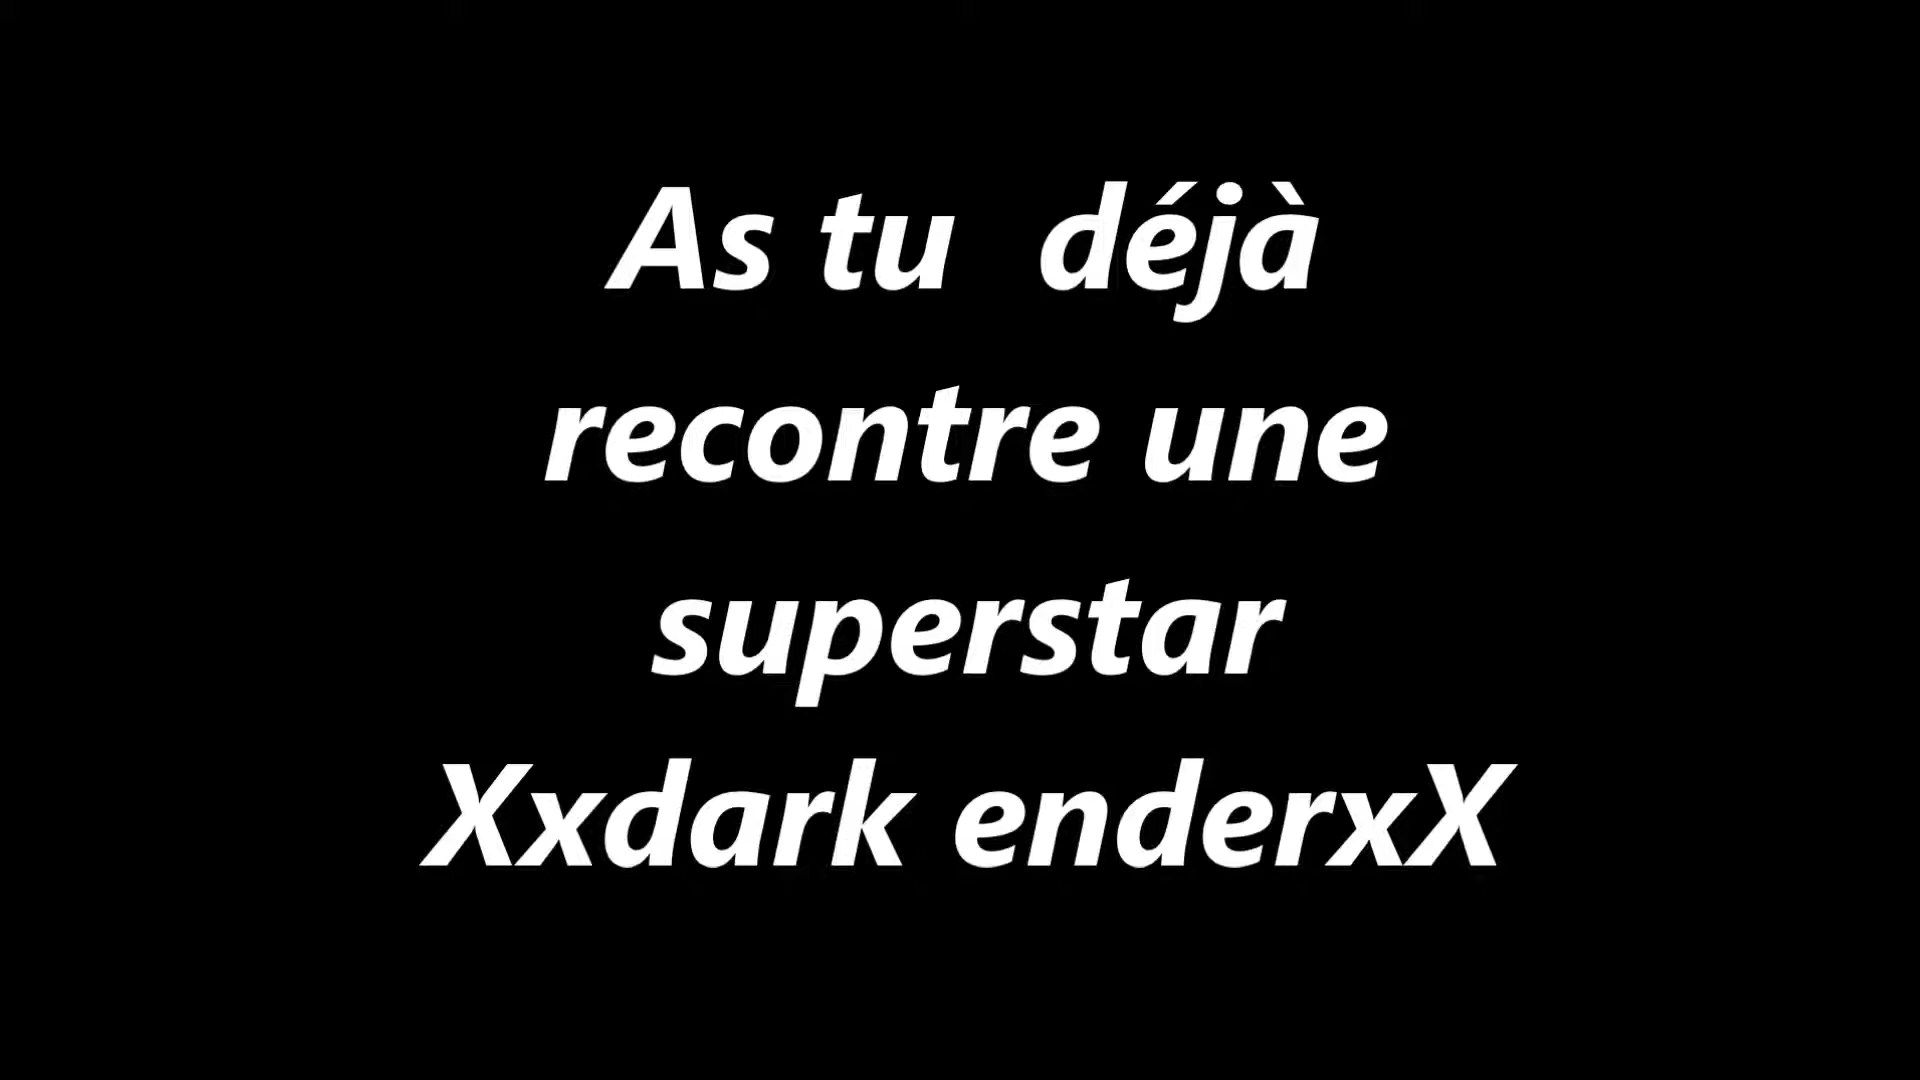 As tu  déjà
recontre une
superstar
Xxdark enderxX